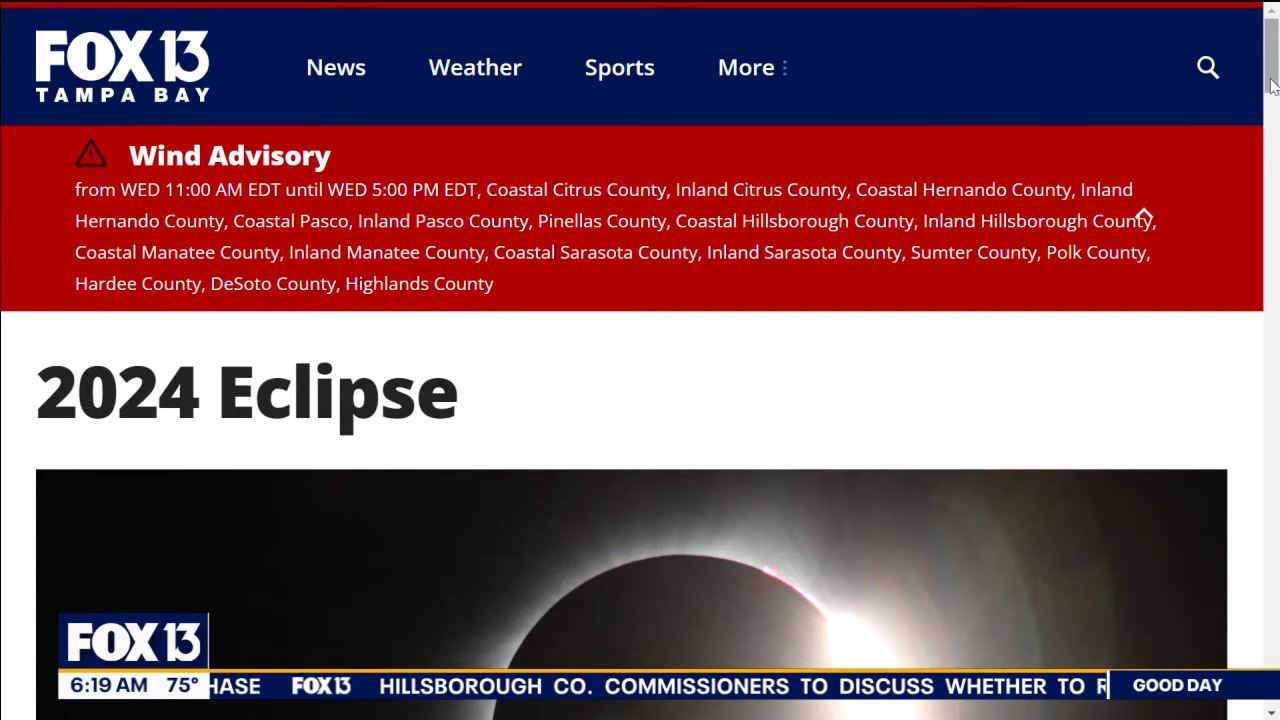 FOX 13
TAMPA BAY
News
Weather
Sports
More
Wind Advisory
from WED 11:00 AM EDT until WED 5:00 PM EDT, Coastal Citrus County, Inland Citrus County, Coastal Hernando County, Inland
Hernando County, Coastal Pasco, Inland Pasco County, Pinellas County, Coastal Hillsborough County, Inland Hillsborough County,
Coastal Manatee County, Inland Manatee County, Coastal Sarasota County, Inland Sarasota County, Sumter County, Polk County,
Hardee County, DeSoto County, Highlands County
2024 Eclipse
FOX 13
6:19 AM 75° HASE FOX 13 HILLSBOROUGH CO. COMMISSIONERS TO DISCUSS WHETHER TO GOOD DAY